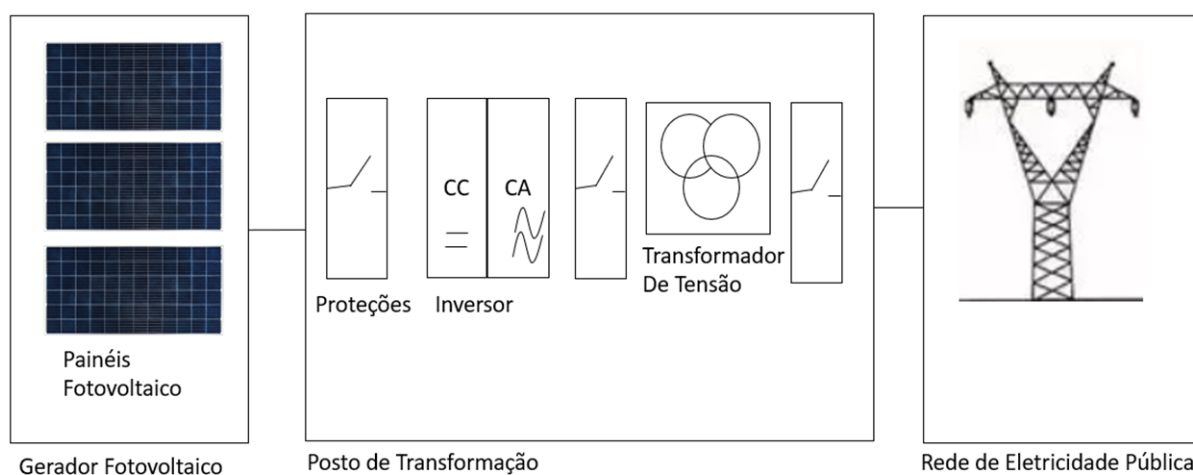 CC
CA
Proteções
Inversor
Transformador
De Tensão
Painéis
Fotovoltaico
Gerador Fotovoltaico
Posto de Transformação
Rede de Eletricidade Pública